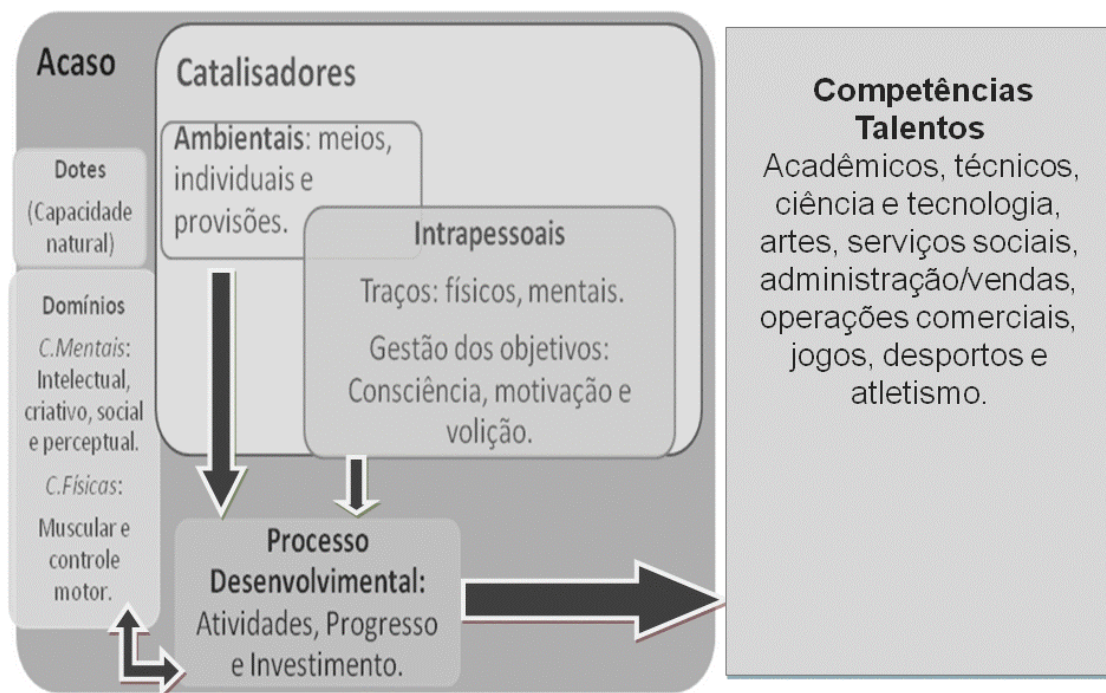 Acaso
Catalisadores
Ambientais: meios,
individuais e
provisões.
Intrapessoais
Traços: físicos, mentais.
Gestão dos objetivos:
Consciência, motivação e
volição.
Dotes
(Capacidade
natural)
Domínios
C.Mentais:
Intelectual,
criativo, social
e perceptual.
C.Físicas:
Muscular e
controle
motor.
Processo
Desenvolvimental:
Atividades, Progresso
e Investimento.
Competências
Talentos
Acadêmicos, técnicos,
ciência e tecnologia,
artes, serviços sociais,
administração/vendas,
operações comerciais,
jogos, desportos e
atletismo.